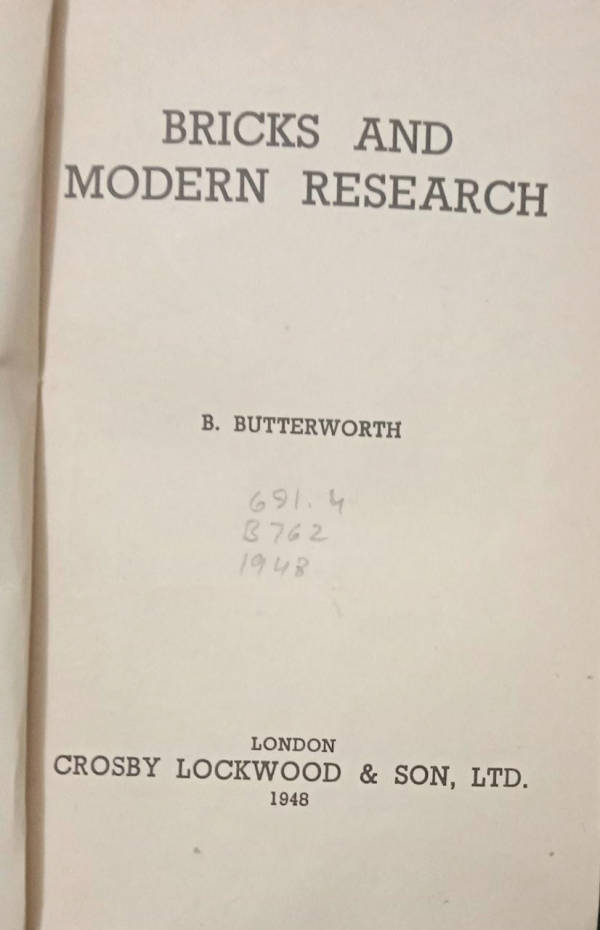 BRICKS AND
MODERN RESEARCH
B. BUTTERWORTH
691.4
B762
1948
LONDON
CROSBY LOCKWOOD & SON, LTD.
1948